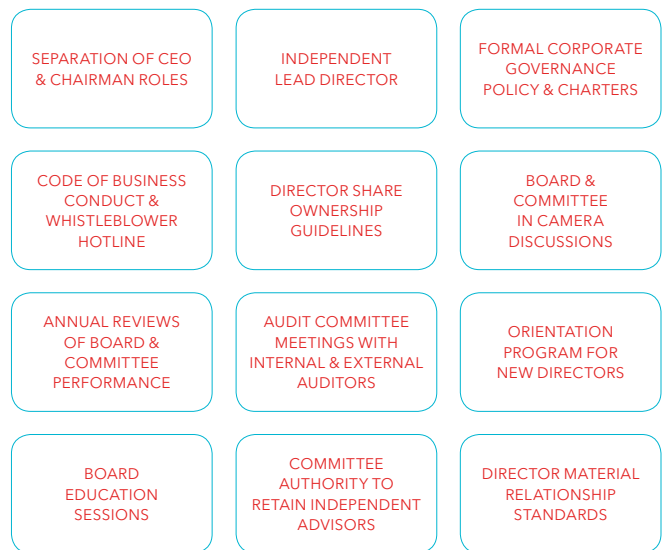 SEPARATION OF CEO
& CHAIRMAN ROLES
INDEPENDENT
LEAD DIRECTOR
FORMAL CORPORATE
GOVERNANCE
POLICY & CHARTERS
CODE OF BUSINESS
CONDUCT &
WHISTLEBLOWER
HOTLINE
DIRECTOR SHARE
OWNERSHIP
GUIDELINES
BOARD &
COMMITTEE
IN CAMERA
DISCUSSIONS
ANNUAL REVIEWS
OF BOARD &
COMMITTEE
PERFORMANCE
AUDIT COMMITTEE
MEETINGS WITH
INTERNAL & EXTERNAL
AUDITORS
ORIENTATION
PROGRAM FOR
NEW DIRECTORS
BOARD
EDUCATION
SESSIONS
COMMITTEE
AUTHORITY TO
RETAIN INDEPENDENT
ADVISORS
DIRECTOR MATERIAL
RELATIONSHIP
STANDARDS